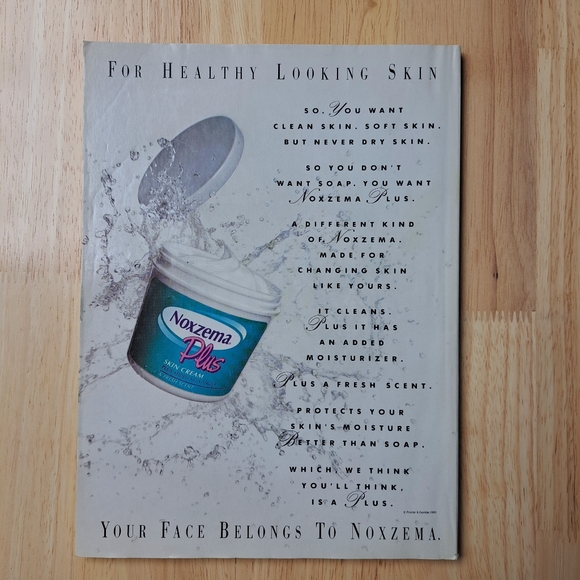 FOR HEALTHY LOOKING SKIN
SO. YOU WANT
CLEAN SKIN. SOFT SKIN.
BUT NEVER DRY SKIN.
SO YOU DON'T
WANT SOAP. YOU WANT
NOXZEMA PLUS.
A DIFFERENT KIND
OF NOXZEMA.
MADE FOR
CHANGING SKIN
LIKE YOURS.
IT CLEANS.
PLUS IT HAS
AN ADDED
MOISTURIZER.
PLUS A FRESH SCENT.
PROTECTS YOUR
SKIN'S MOISTURE
BETTER THAN SOAP.
WHICH, WE THINK
YOU'LL THINK,
IS A PLUS.
NOXZEMA
Plus
SKIN CREAM
YOUR FACE BELONGS TO NOXZEMA.